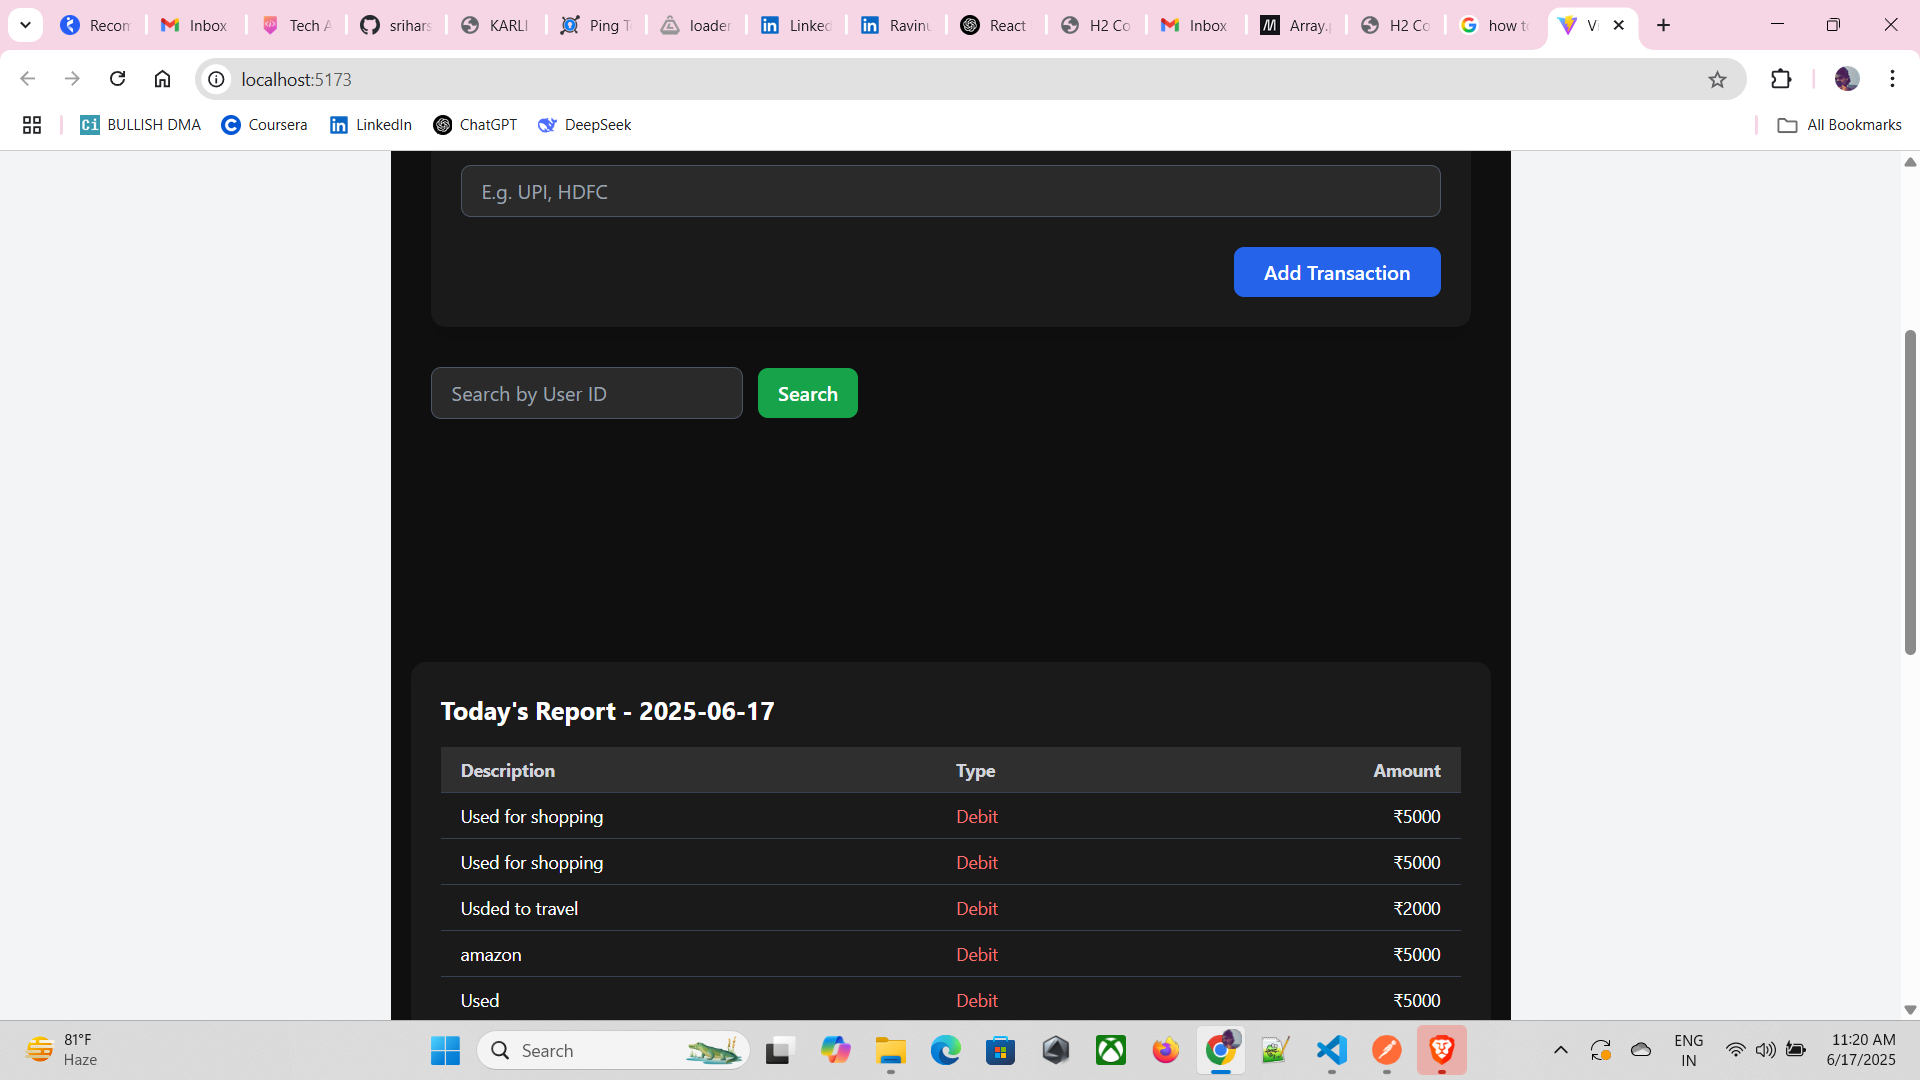 Recon
Inbox
Tech A
srihars
KARLI
Ping T
loader
Linked
Ravinu
React
H2 Co
Inbox
Array.
H2 Co
how to
Vi
localhost:5173
BULLISH DMA
Coursera
LinkedIn
ChatGPT
DeepSeek
All Bookmarks
E.g. UPI, HDFC
Add Transaction
Search by User ID
Search
Today's Report - 2025-06-17
Description Type Amount
Used for shopping Debit ₹5000
Used for shopping Debit ₹5000
Usded to travel Debit ₹2000
amazon Debit ₹5000
Used Debit ₹5000
81°F
Haze
Search
ENG
IN
11:20 AM
6/17/2025